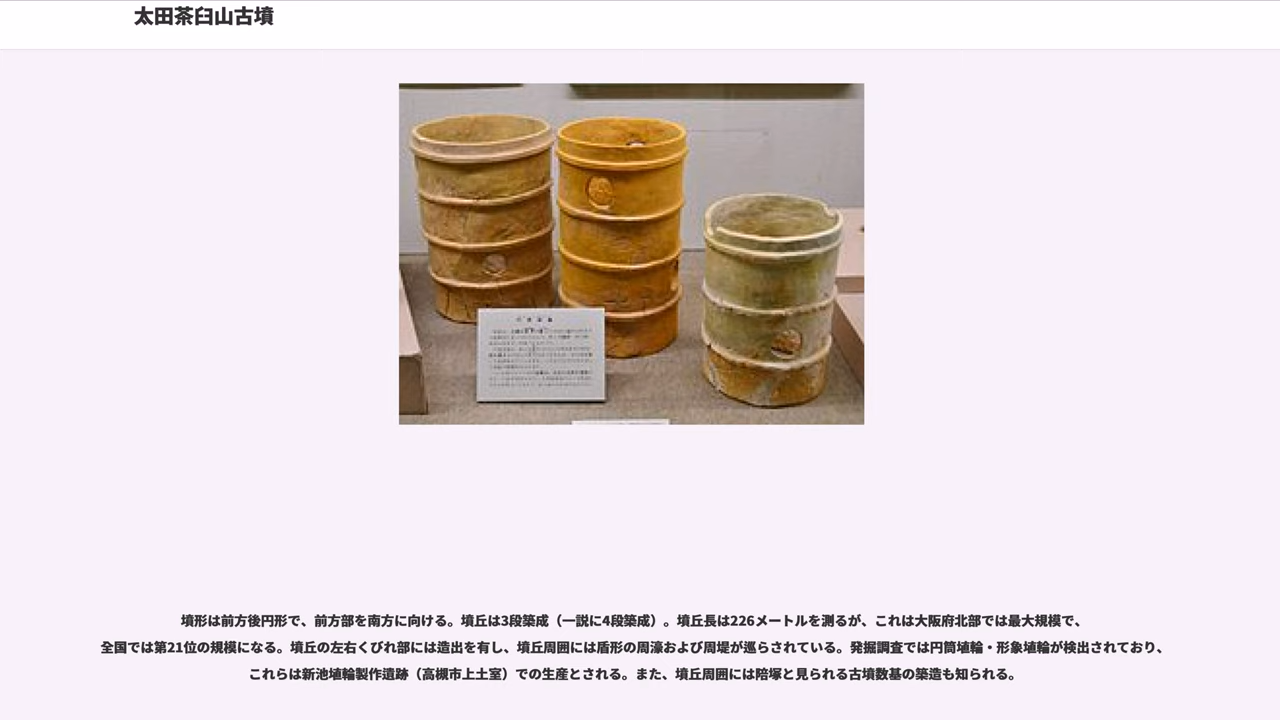 太田茶臼山古墳
墳形は前方後円形で、前方部を南方に向ける。墳丘は3段築成（一説に4段築成）。墳丘長は226メートルを測るが、これは大阪府北部では最大規模で、
全国では第21位の規模になる。墳丘の左右くびれ部には造出を有し、墳丘周囲には盾形の周濠および周堤が巡らされている。発掘調査では円筒埴輪・形象埴輪が検出されており、
これらは新池埴輪製作遺跡（高槻市上土室）での生産とされる。また、墳丘周囲には陪塚と見られる古墳数基の築造も知られる。